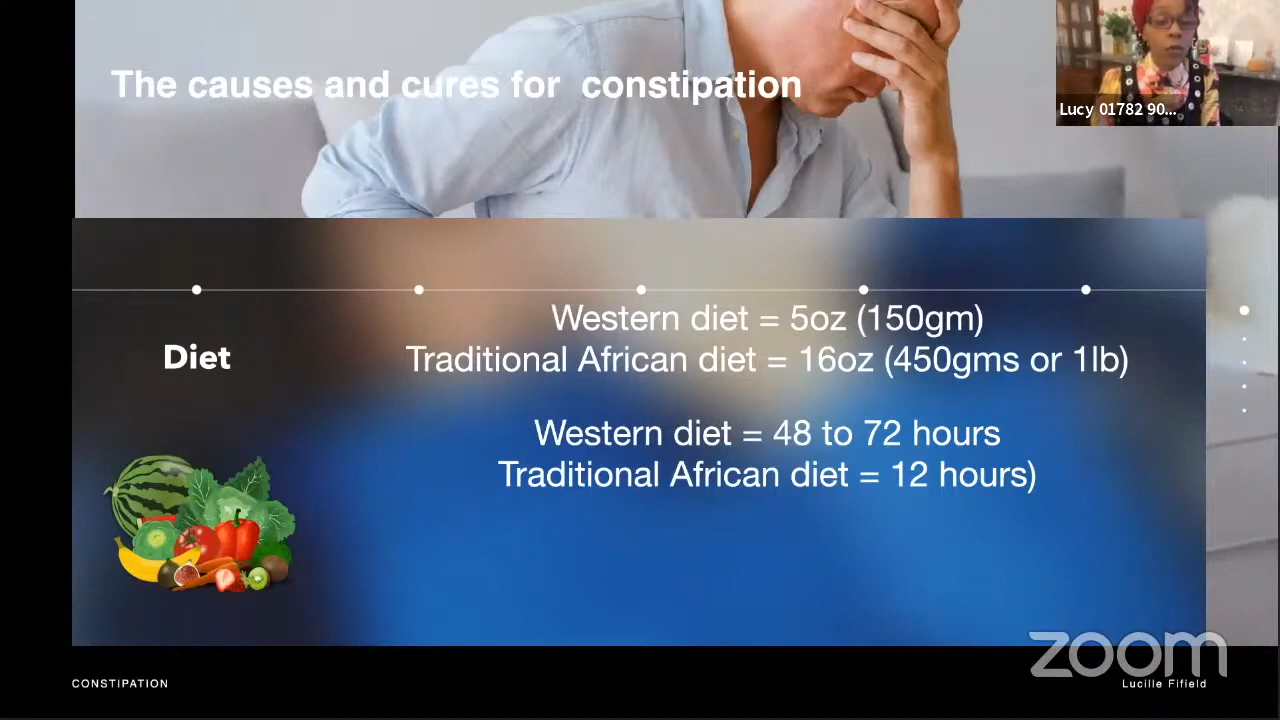 The causes and cures for  constipation
Lucy 01782 90...
Diet
Western diet = 5oz (150gm)
Traditional African diet = 16oz (450gms or 1lb)
Western diet = 48 to 72 hours
Traditional African diet = 12 hours)
zoom
CONSTIPATION
Lucille Fifield